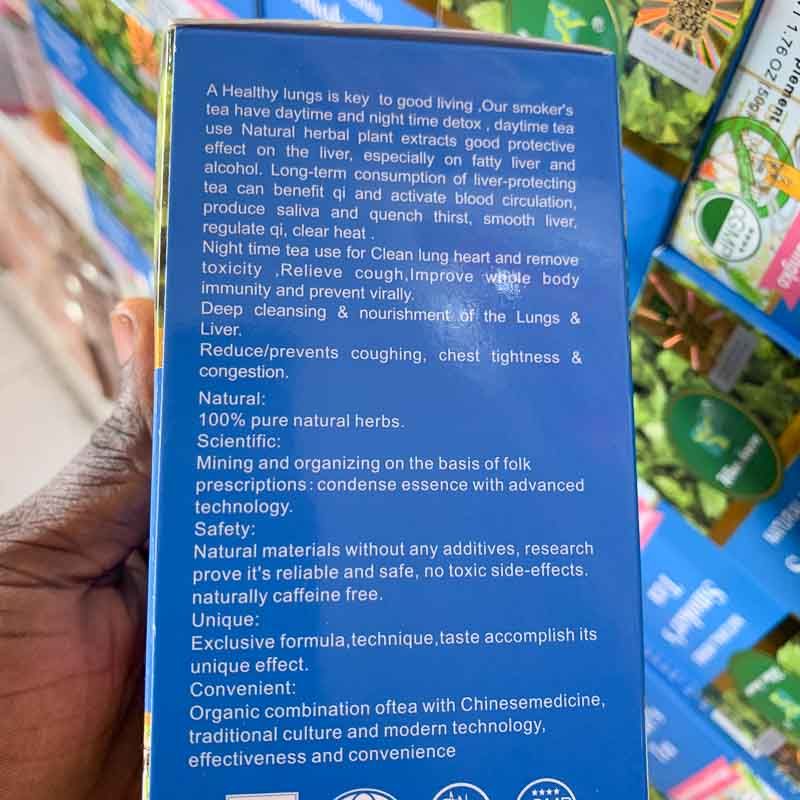 A Healthy lungs is key to good living ,Our smoker's
tea have daytime and night time detox , daytime tea
use Natural herbal plant extracts good protective
effect on the liver, especially on fatty liver and
alcohol. Long-term consumption of liver-protecting
tea can benefit qi and activate blood circulation,
produce saliva and quench thirst, smooth liver,
regulate qi, clear heat .
Night time tea use for Clean lung heart and remove
toxicity ,Relieve cough,Improve whole body
immunity and prevent virally.
Deep cleansing & nourishment of the Lungs &
Liver.
Reduce/prevents coughing, chest tightness &
congestion.
Natural:
100% pure natural herbs.
Scientific:
Mining and organizing on the basis of folk
prescriptions:condense essence with advanced
technology.
Safety:
Natural materials without any additives, research
prove it's reliable and safe, no toxic side-effects.
naturally caffeine free.
Unique:
Exclusive formula,technique,taste accomplish its
unique effect.
Convenient:
Organic combination oftea with Chinesemedicine,
traditional culture and modern technology,
effectiveness and convenience
1.76 OZ 50g
plement
GMP
Smoker's
Tea